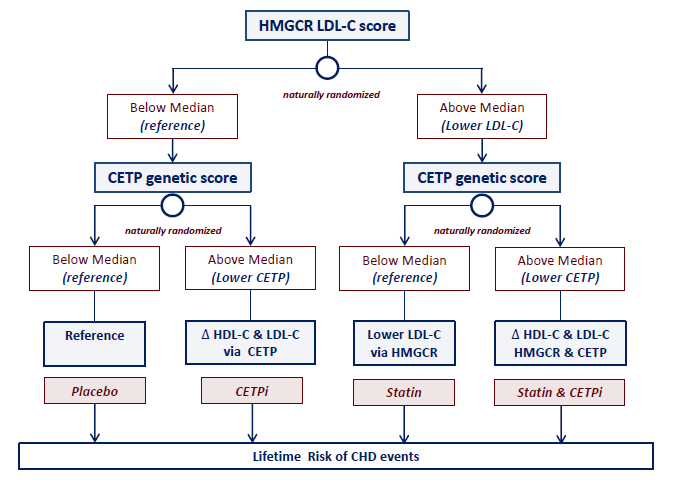 HMGCR LDL-C score
naturally randomized
Below Median
(reference)
Above Median
(Lower LDL-C)
CETP genetic score
CETP genetic score
naturally randomized
naturally randomized
Below Median
(reference)
Above Median
(Lower CETP)
Below Median
(reference)
Above Median
(Lower CETP)
Reference
Δ HDL-C & LDL-C
via CETP
Lower LDL-C
via HMGCR
Δ HDL-C & LDL-C
HMGCR & CETP
Placebo
CETPi
Statin
Statin & CETPi
Lifetime Risk of CHD events